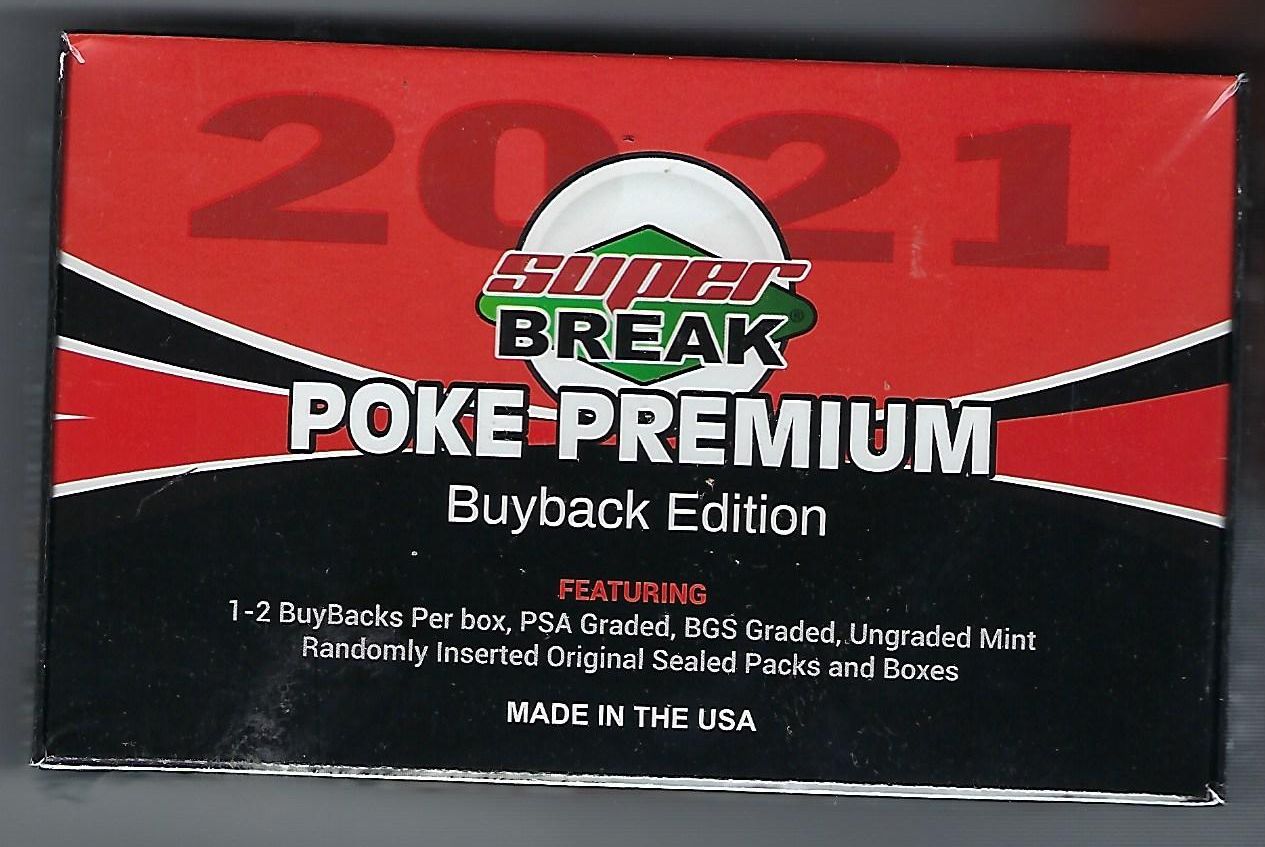 2021
super
BREAK®
POKE PREMIUM
Buyback Edition
FEATURING
1-2 BuyBacks Per box, PSA Graded, BGS Graded, Ungraded Mint
Randomly Inserted Original Sealed Packs and Boxes
MADE IN THE USA